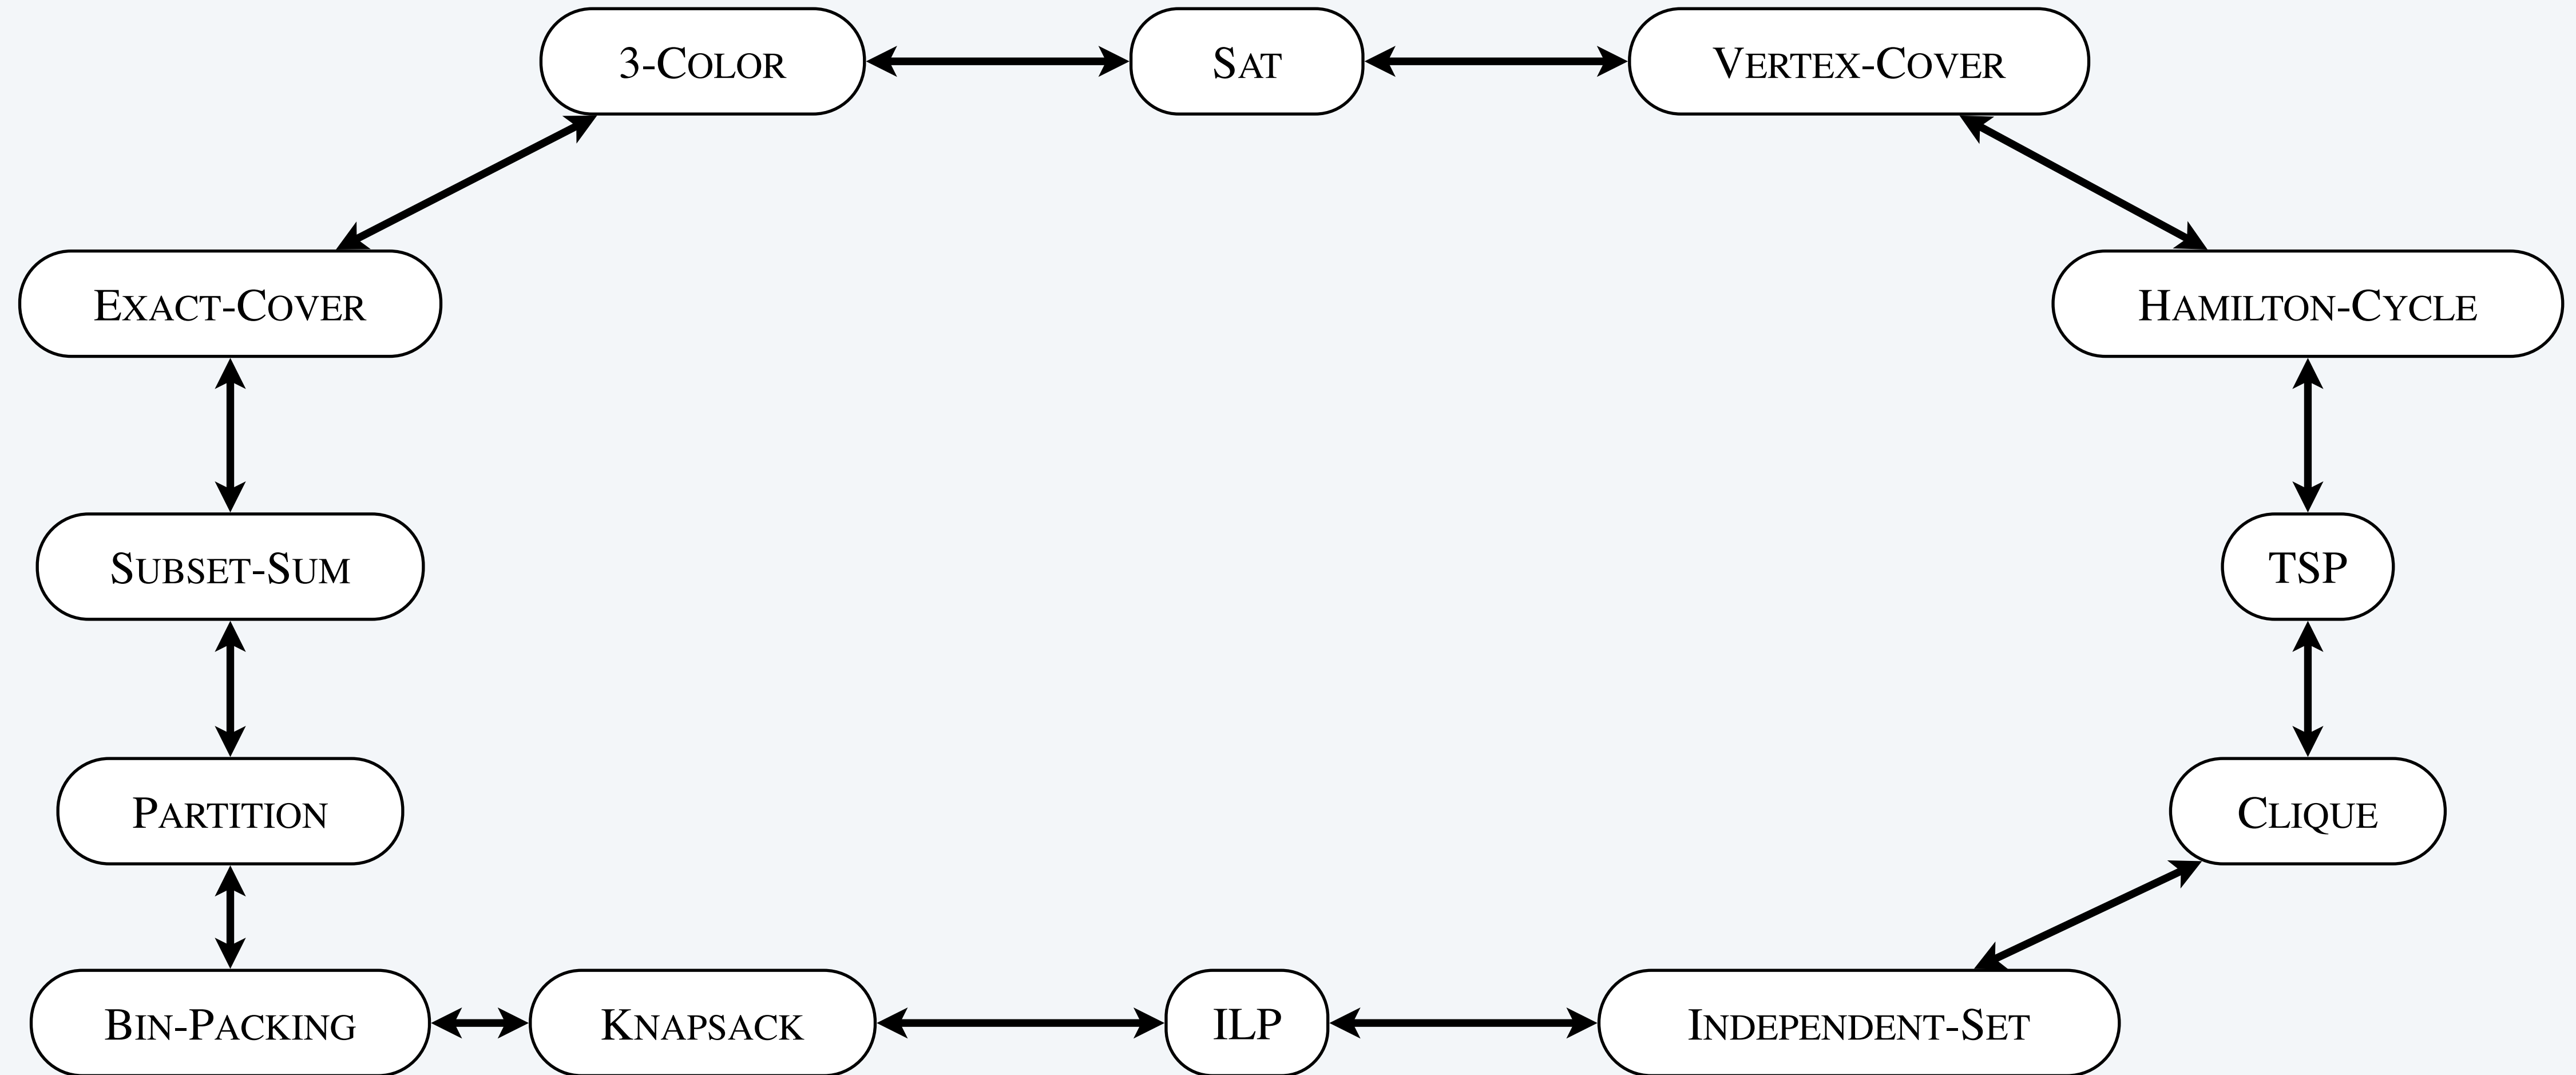 3-COLOR
SAT
VERTEX-COVER
EXACT-COVER
HAMILTON-CYCLE
SUBSET-SUM
TSP
PARTITION
CLIQUE
BIN-PACKING
KNAPSACK
ILP
INDEPENDENT-SET